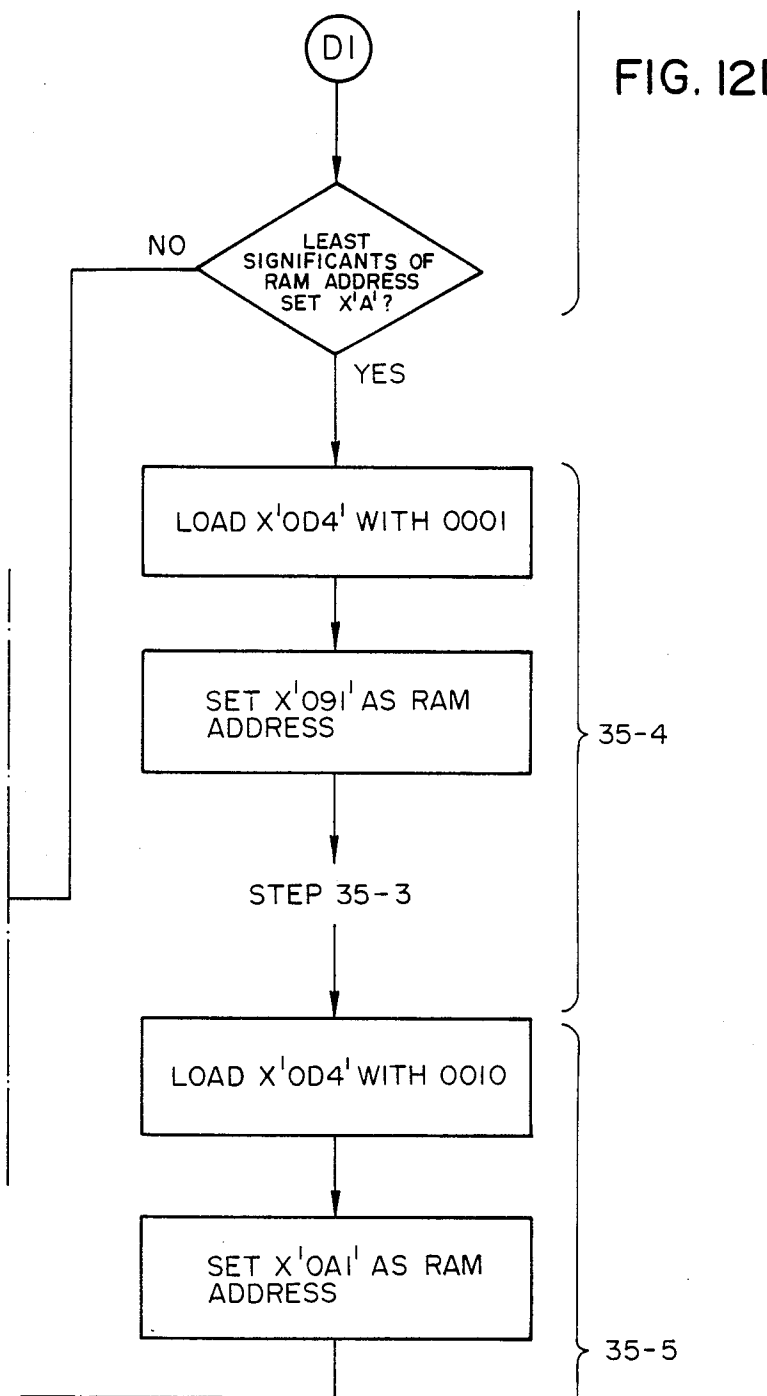 D1
FIG. 121
NO
LEAST
SIGNIFICANTS OF
RAM ADDRESS
SET X'A'?
YES
LOAD X'0D4' WITH 0001
SET X'091' AS RAM
ADDRESS
35-4
STEP 35-3
LOAD X'0D4' WITH 0010
SET X'0A1' AS RAM
ADDRESS
35-5